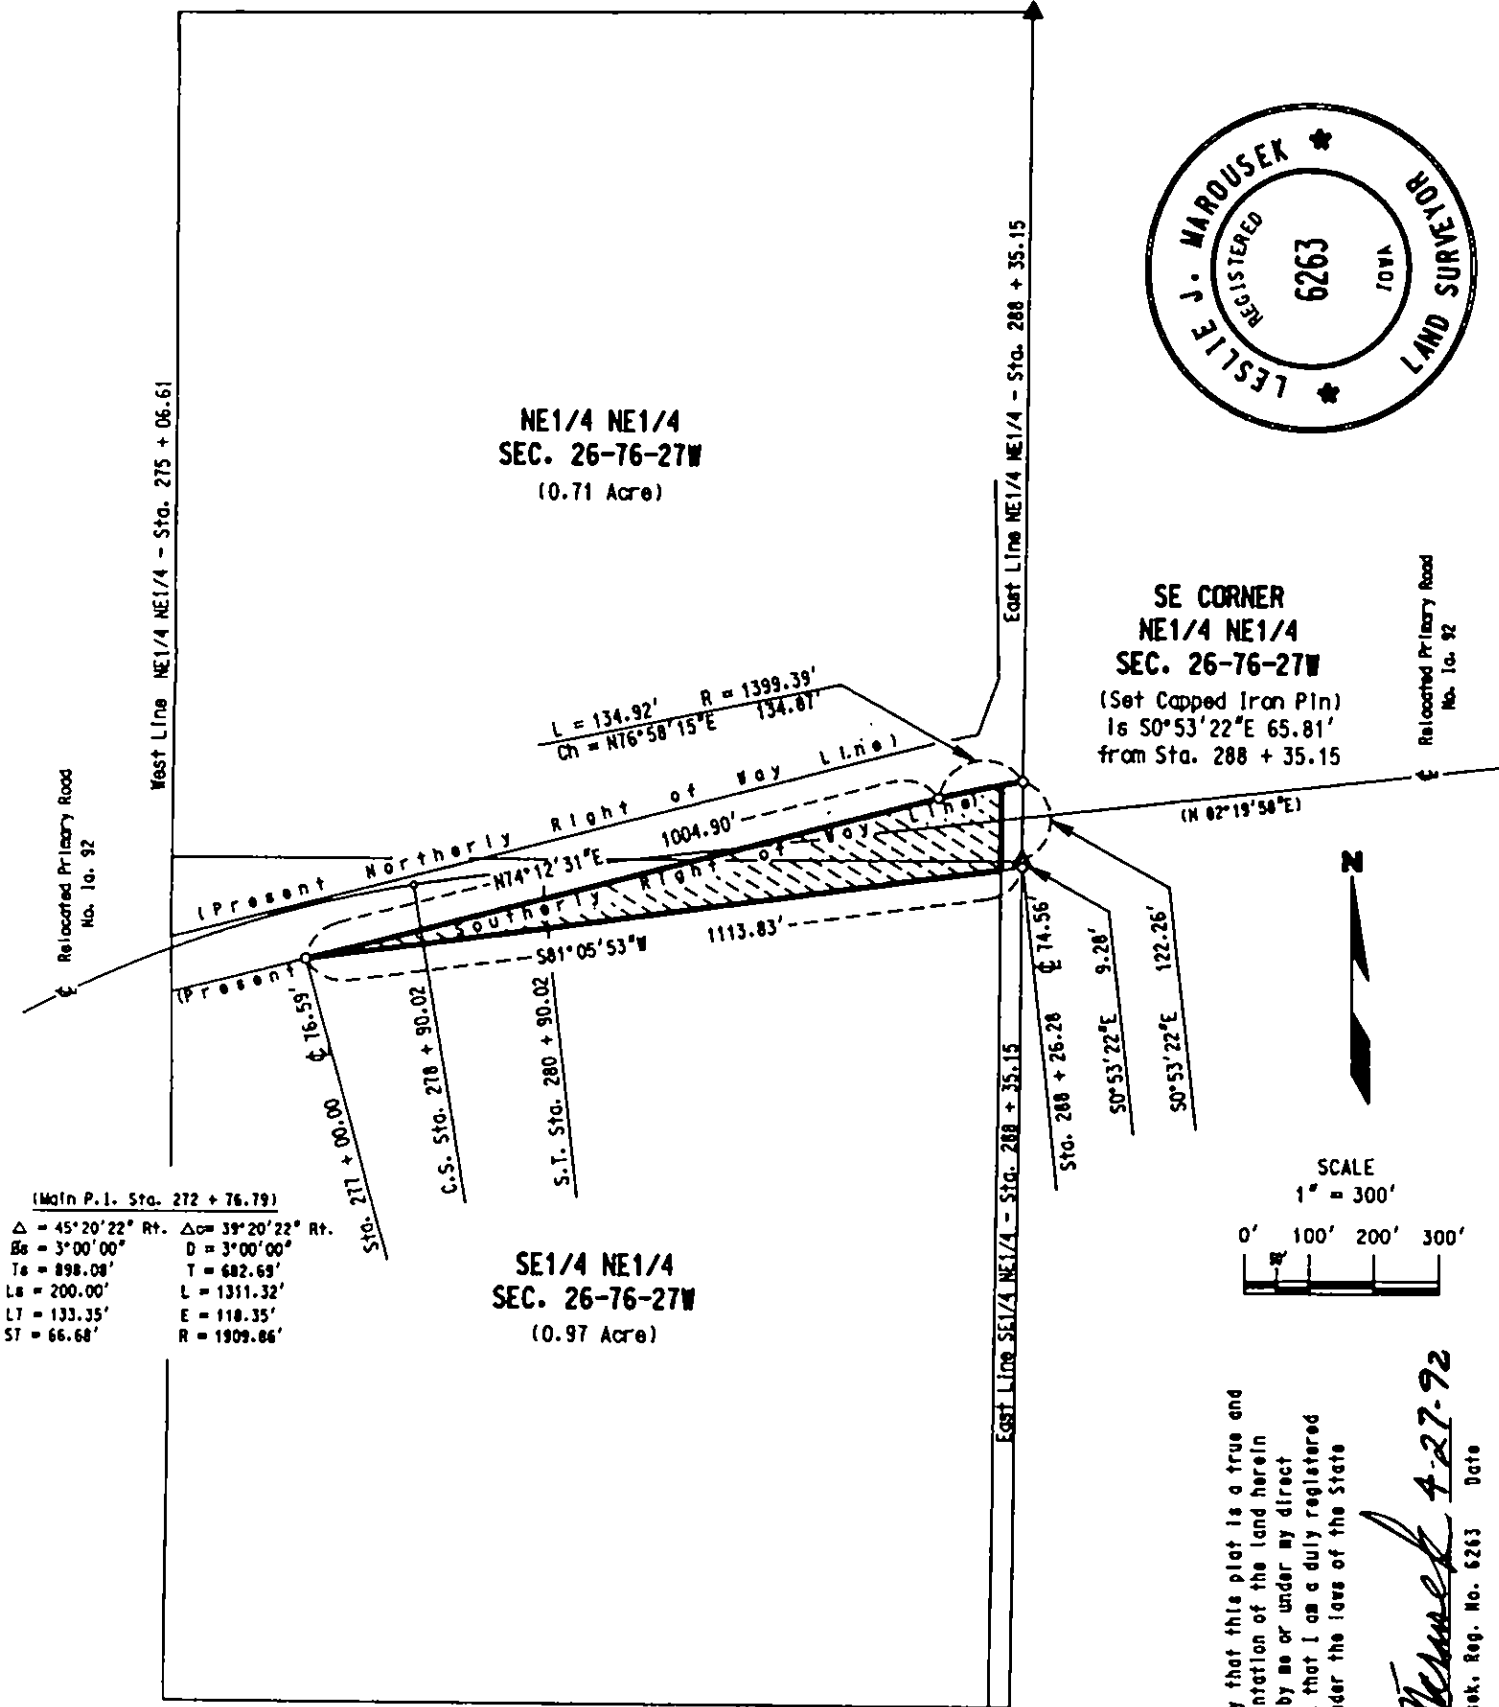 LESLIE J. MAROUSEK
LAND SURVEYOR
REGISTERED
6263
IOWA
West Line NE1/4 NE1/4 - Sta. 275 + 06.61
East Line NE1/4 NE1/4 - Sta. 288 + 35.15
NE1/4 NE1/4
SEC. 26-76-27W
(0.71 Acre)
SE CORNER
NE1/4 NE1/4
SEC. 26-76-27W
(Set Capped Iron Pin)
is S0°53'22"E 65.81'
from Sta. 288 + 35.15
Relocated Primary Road
No. Ia. 92
Relocated Primary Road
No. Ia. 92
L = 134.92' R = 1399.39'
Ch = N76°58'15"E 134.87'
(Present Northerly Right of Way Line)
1004.90'
N74°12'31"E
(N 82°19'58"E)
(Present Southerly Right of Way Line)
S81°05'53"W 1113.83'
Sta. 277 + 00.00 ℄ 76.59'
C.S. Sta. 278 + 90.02
S.T. Sta. 280 + 90.02
Sta. 288 + 26.28 ℄ 74.56'
S0°53'22"E 9.28'
S0°53'22"E 122.26'
N
SCALE
1" = 300'
0' 100' 200' 300'
50'
(Main P.I. Sta. 272 + 76.79)
Δ = 45°20'22" Rt. Δc= 39°20'22" Rt.
Øs = 3°00'00" D = 3°00'00"
Ts = 898.08' T = 682.69'
Ls = 200.00' L = 1311.32'
LT = 133.35' E = 118.35'
ST = 66.68' R = 1909.86'
SE1/4 NE1/4
SEC. 26-76-27W
(0.97 Acre)
East Line SE1/4 NE1/4 - Sta. 288 + 35.15
that this plat is a true and
of the land herein
by me or under my direct
that I am a duly registered
under the laws of the State
4-27-92
Reg. No. 6263 Date